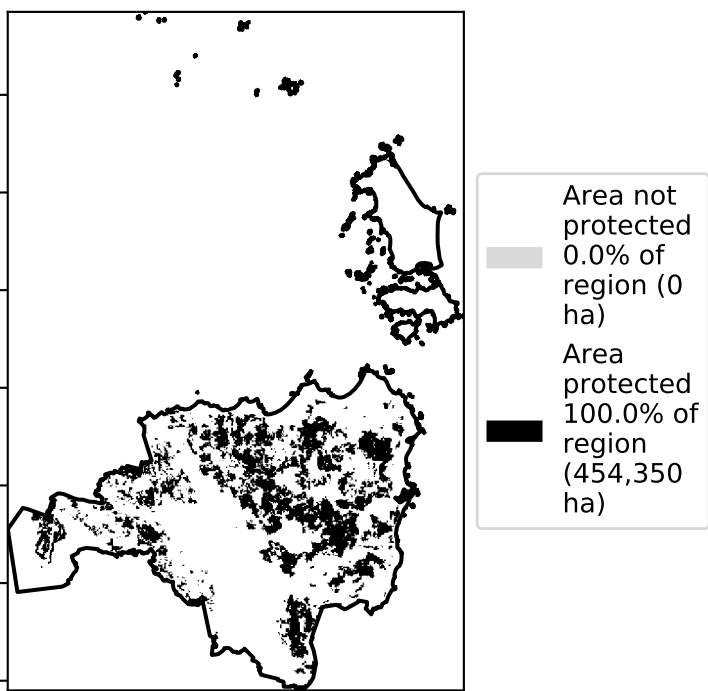 Area not
protected
0.0% of
region (0
ha)
Area
protected
100.0% of
region
(454,350
ha)